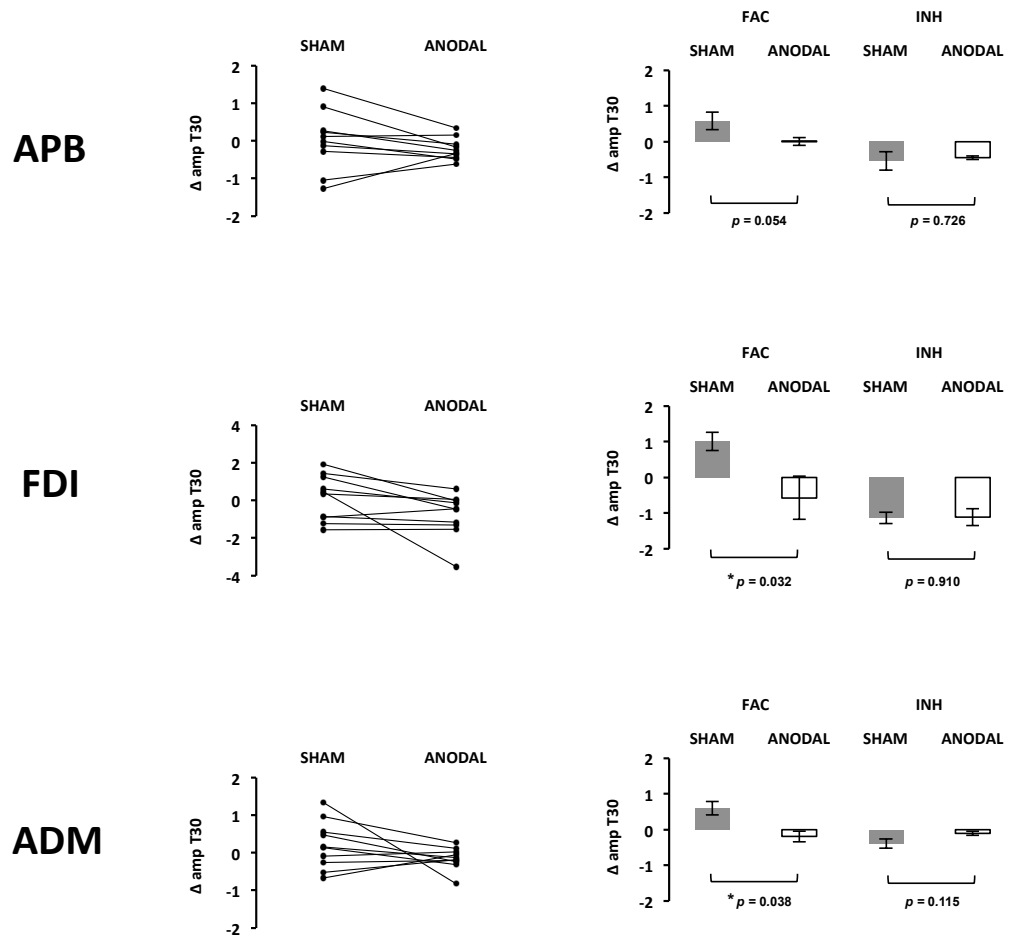 FAC INH
SHAM ANODAL SHAM ANODAL SHAM ANODAL
APB
Δ amp T30
2
1
0
-1
-2
Δ amp T30
2
1
0
-1
-2
p = 0.054 p = 0.726
FAC INH
SHAM ANODAL SHAM ANODAL
SHAM ANODAL
FDI
Δ amp T30
4
2
0
-2
-4
Δ amp T30
2
1
0
-1
-2
* p = 0.032 p = 0.910
FAC INH
SHAM ANODAL SHAM ANODAL
SHAM ANODAL
ADM
Δ amp T30
2
1
0
-1
-2
Δ amp T30
2
1
0
-1
-2
* p = 0.038 p = 0.115